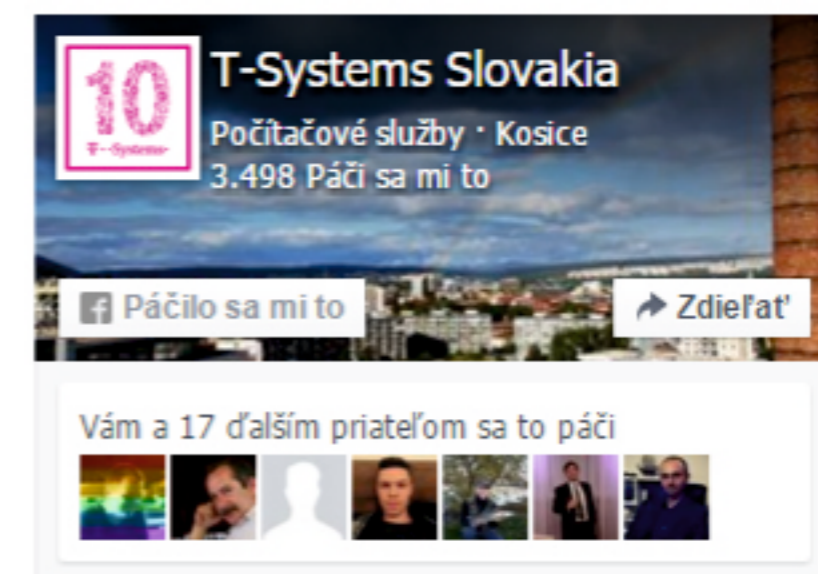 10
T-Systems
T-Systems Slovakia
Počítačové služby · Kosice
3.498 Páči sa mi to
Páčilo sa mi to
Zdieľať
Vám a 17 ďalším priateľom sa to páči